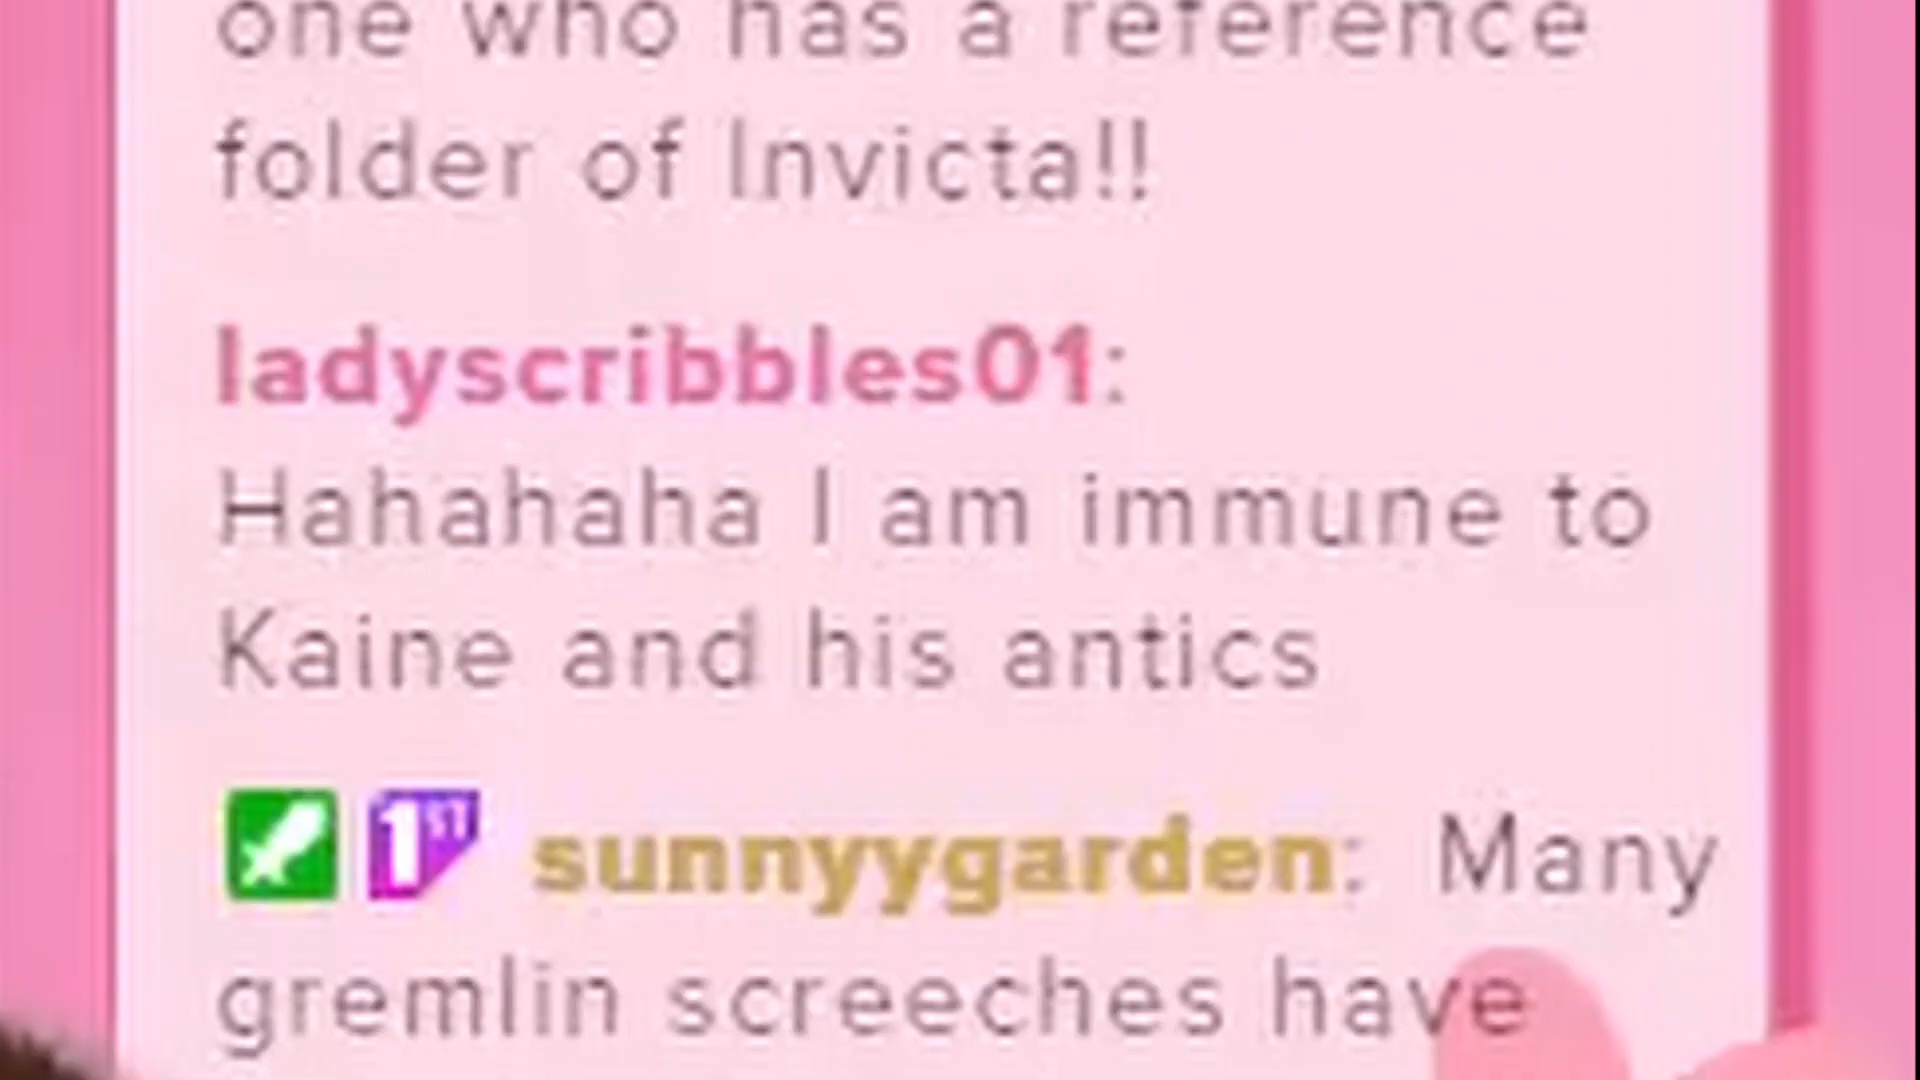 one who has a reference
folder of Invicta!!
ladyscribbles01:
Hahahaha I am immune to
Kaine and his antics
1ST sunnyygarden: Many
gremlin screeches have